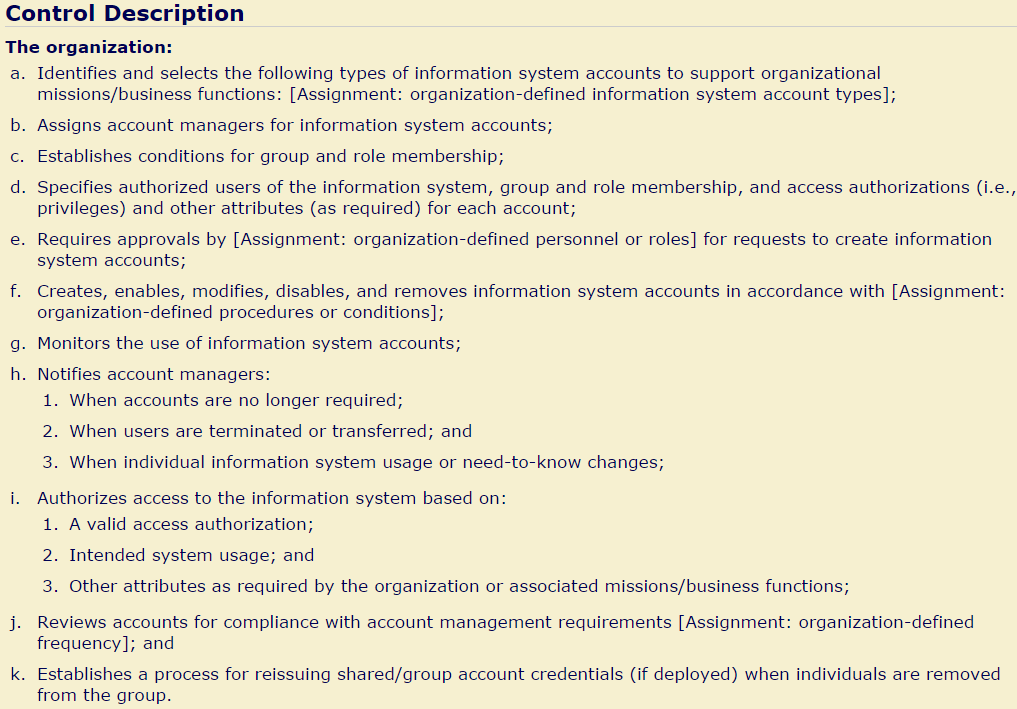 Control Description
The organization:
a. Identifies and selects the following types of information system accounts to support organizational
missions/business functions: [Assignment: organization-defined information system account types];
b. Assigns account managers for information system accounts;
c. Establishes conditions for group and role membership;
d. Specifies authorized users of the information system, group and role membership, and access authorizations (i.e.,
privileges) and other attributes (as required) for each account;
e. Requires approvals by [Assignment: organization-defined personnel or roles] for requests to create information
system accounts;
f. Creates, enables, modifies, disables, and removes information system accounts in accordance with [Assignment:
organization-defined procedures or conditions];
g. Monitors the use of information system accounts;
h. Notifies account managers:
1. When accounts are no longer required;
2. When users are terminated or transferred; and
3. When individual information system usage or need-to-know changes;
i. Authorizes access to the information system based on:
1. A valid access authorization;
2. Intended system usage; and
3. Other attributes as required by the organization or associated missions/business functions;
j. Reviews accounts for compliance with account management requirements [Assignment: organization-defined
frequency]; and
k. Establishes a process for reissuing shared/group account credentials (if deployed) when individuals are removed
from the group.